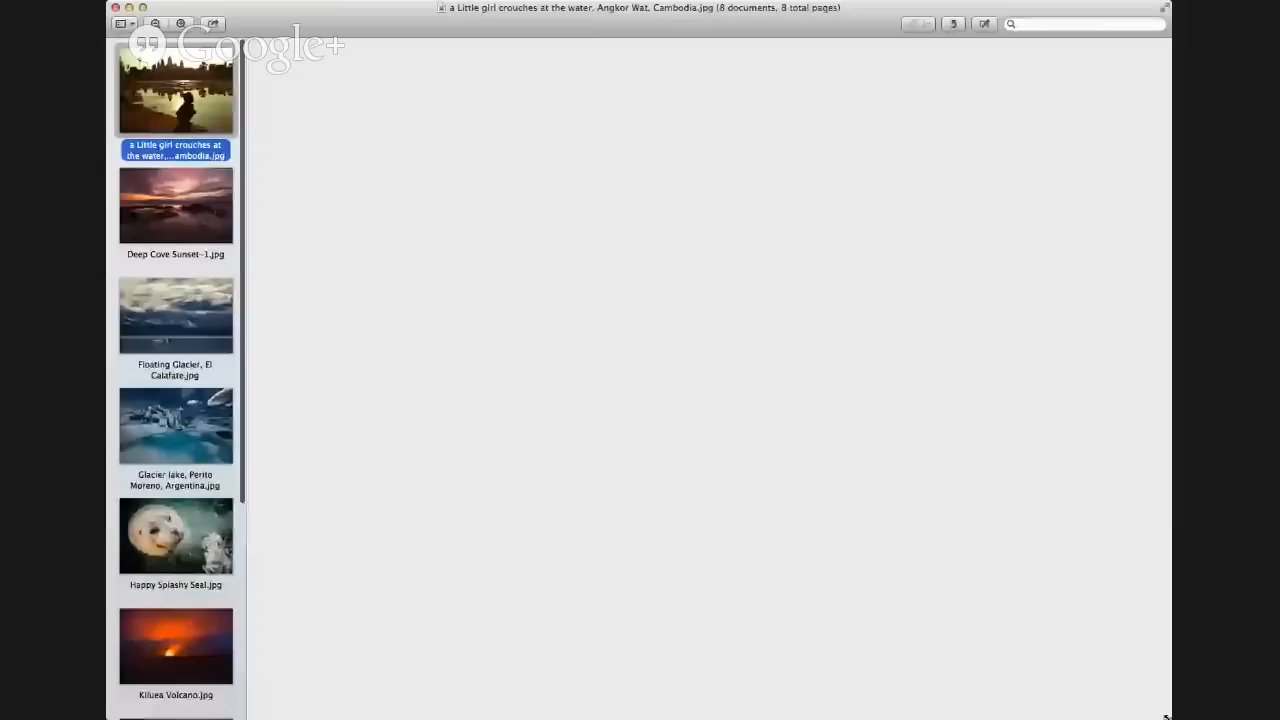 a Little girl crouches at the water. Angkor Wat, Cambodia.jpg (8 documents, 8 total pages)
Google+
a Little girl crouches at
the water,...ambodia.jpg
Deep Cove Sunset-1.jpg
Floating Glacier, El
Calafate.jpg
Glacier lake, Perito
Moreno, Argentina.jpg
Happy Splashy Seal.jpg
Kiluea Volcano.jpg